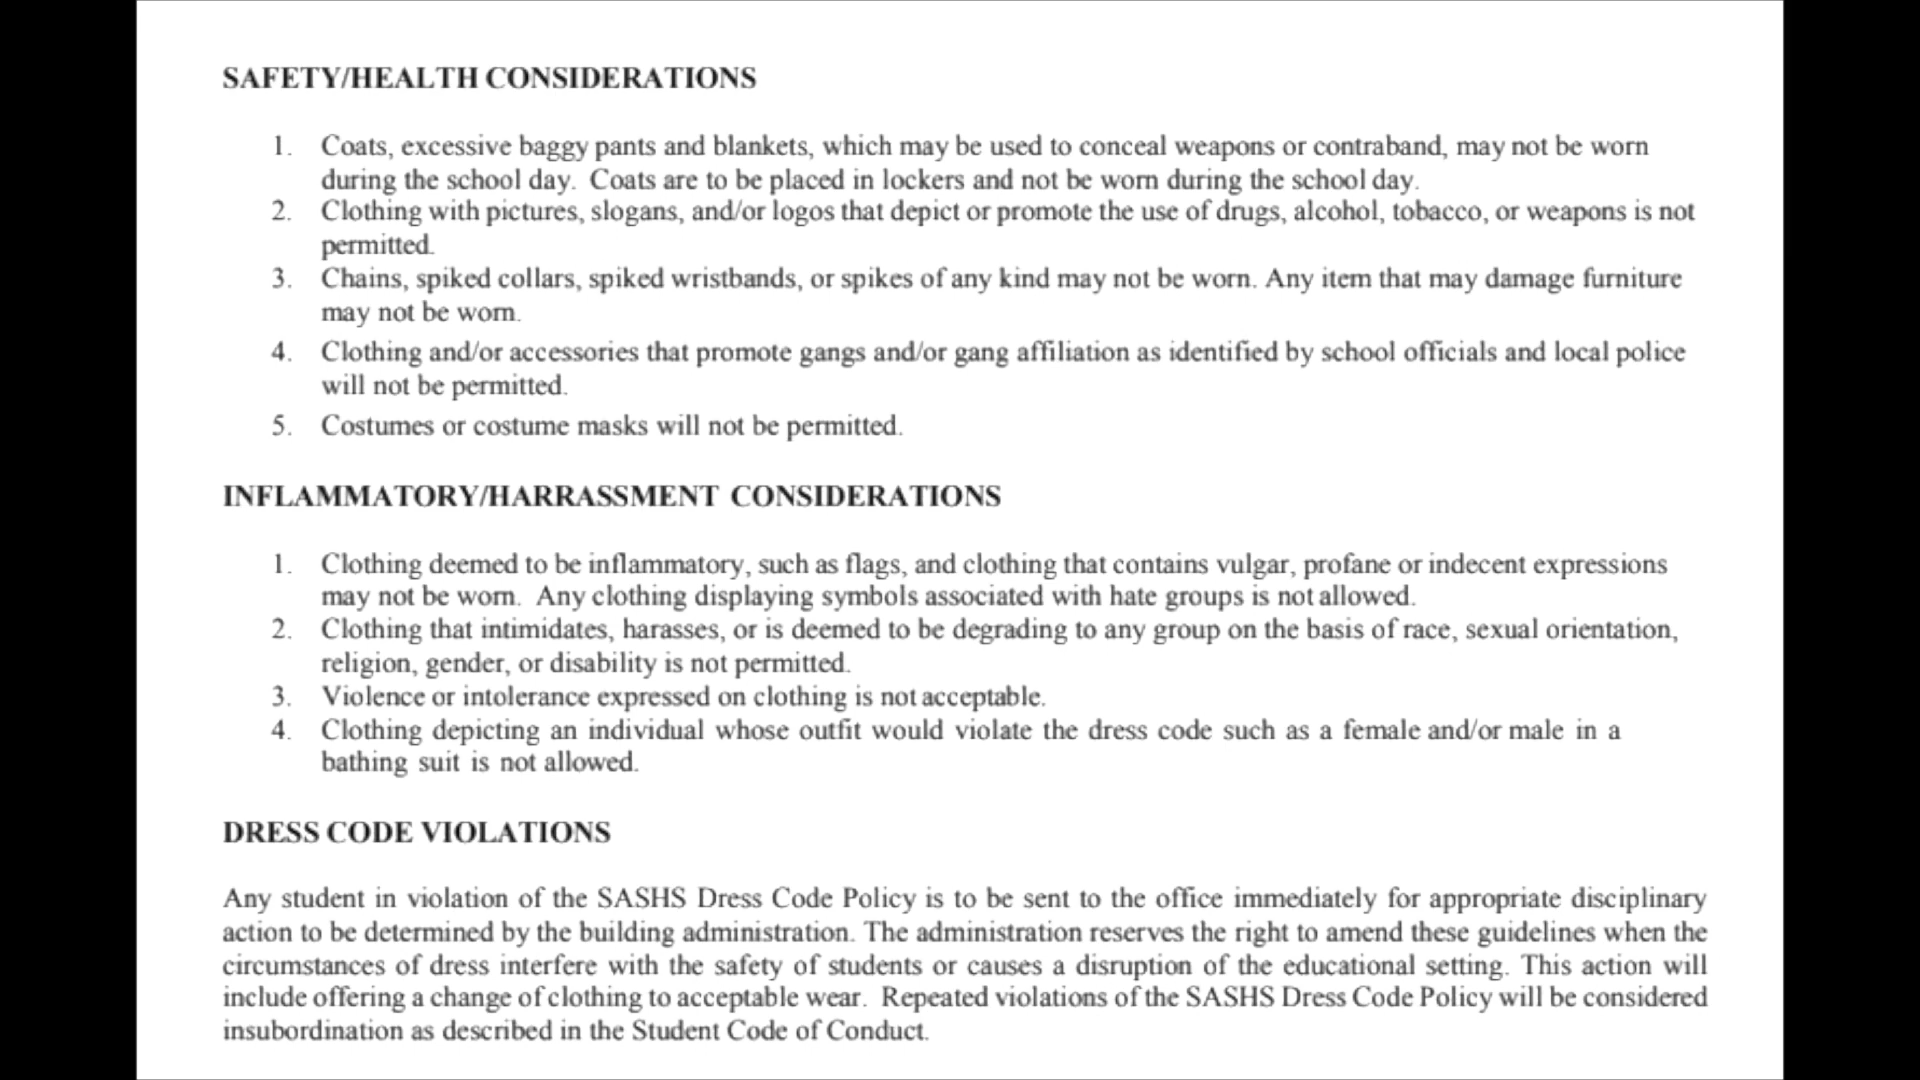 SAFETY/HEALTH CONSIDERATIONS
1. Coats, excessive baggy pants and blankets, which may be used to conceal weapons or contraband, may not be worn
during the school day. Coats are to be placed in lockers and not be worn during the school day.
2. Clothing with pictures, slogans, and/or logos that depict or promote the use of drugs, alcohol, tobacco, or weapons is not
permitted.
3. Chains, spiked collars, spiked wristbands, or spikes of any kind may not be worn. Any item that may damage furniture
may not be worn.
4. Clothing and/or accessories that promote gangs and/or gang affiliation as identified by school officials and local police
will not be permitted.
5. Costumes or costume masks will not be permitted.
INFLAMMATORY/HARRASSMENT CONSIDERATIONS
1. Clothing deemed to be inflammatory, such as flags, and clothing that contains vulgar, profane or indecent expressions
may not be worn. Any clothing displaying symbols associated with hate groups is not allowed.
2. Clothing that intimidates, harasses, or is deemed to be degrading to any group on the basis of race, sexual orientation,
religion, gender, or disability is not permitted.
3. Violence or intolerance expressed on clothing is not acceptable.
4. Clothing depicting an individual whose outfit would violate the dress code such as a female and/or male in a
bathing suit is not allowed.
DRESS CODE VIOLATIONS
Any student in violation of the SASHS Dress Code Policy is to be sent to the office immediately for appropriate disciplinary
action to be determined by the building administration. The administration reserves the right to amend these guidelines when the
circumstances of dress interfere with the safety of students or causes a disruption of the educational setting. This action will
include offering a change of clothing to acceptable wear. Repeated violations of the SASHS Dress Code Policy will be considered
insubordination as described in the Student Code of Conduct.